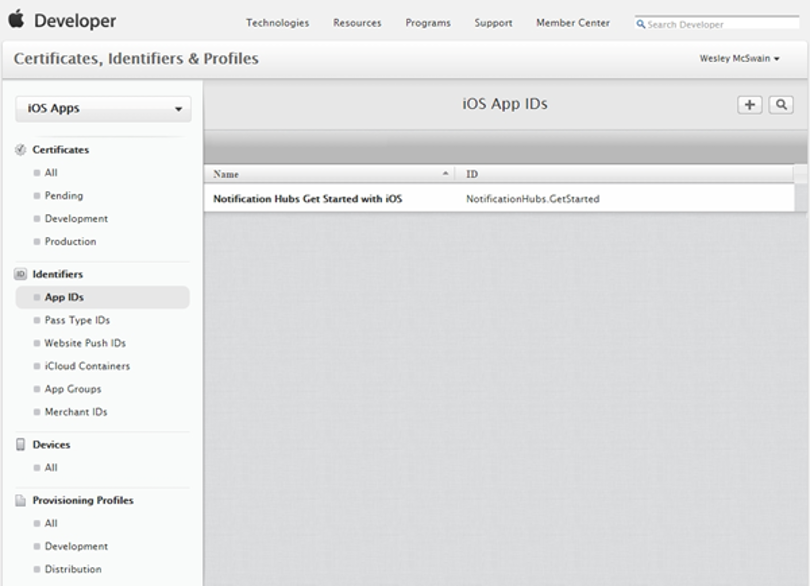 Developer
Technologies Resources Programs Support Member Center Search Developer
Certificates, Identifiers & Profiles Wesley McSwain
iOS Apps
iOS App IDs
Certificates
All
Pending
Development
Production
Identifiers
App IDs
Pass Type IDs
Website Push IDs
iCloud Containers
App Groups
Merchant IDs
Devices
All
Provisioning Profiles
All
Development
Distribution
Name ID
Notification Hubs Get Started with iOS NotificationHubs.GetStarted